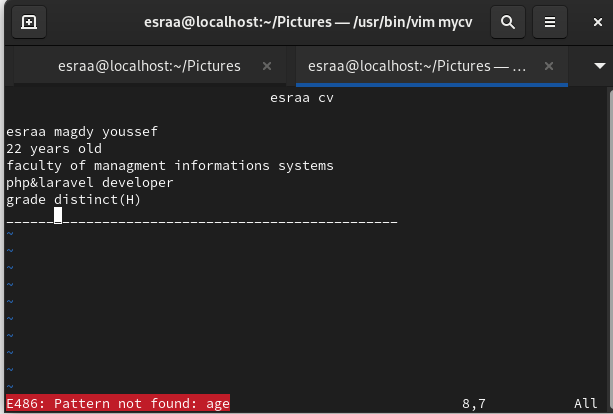 esraa@localhost:~/Pictures — /usr/bin/vim mycv
esraa@localhost:~/Pictures
esraa@localhost:~/Pictures — ...
esraa cv
esraa magdy youssef
22 years old
faculty of managment informations systems
php&laravel developer
grade distinct(H)
_________________________________________________
~
~
~
~
~
~
~
~
~
~
E486: Pattern not found: age 8,7 All